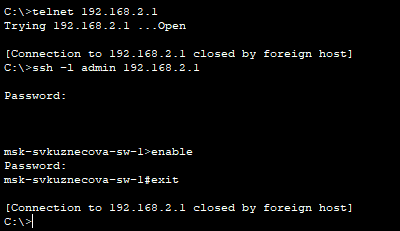 C:\>telnet 192.168.2.1
Trying 192.168.2.1 ...Open
[Connection to 192.168.2.1 closed by foreign host]
C:\>ssh -l admin 192.168.2.1
Password:
msk-svkuznecova-sw-1>enable
Password:
msk-svkuznecova-sw-1#exit
[Connection to 192.168.2.1 closed by foreign host]
C:\>